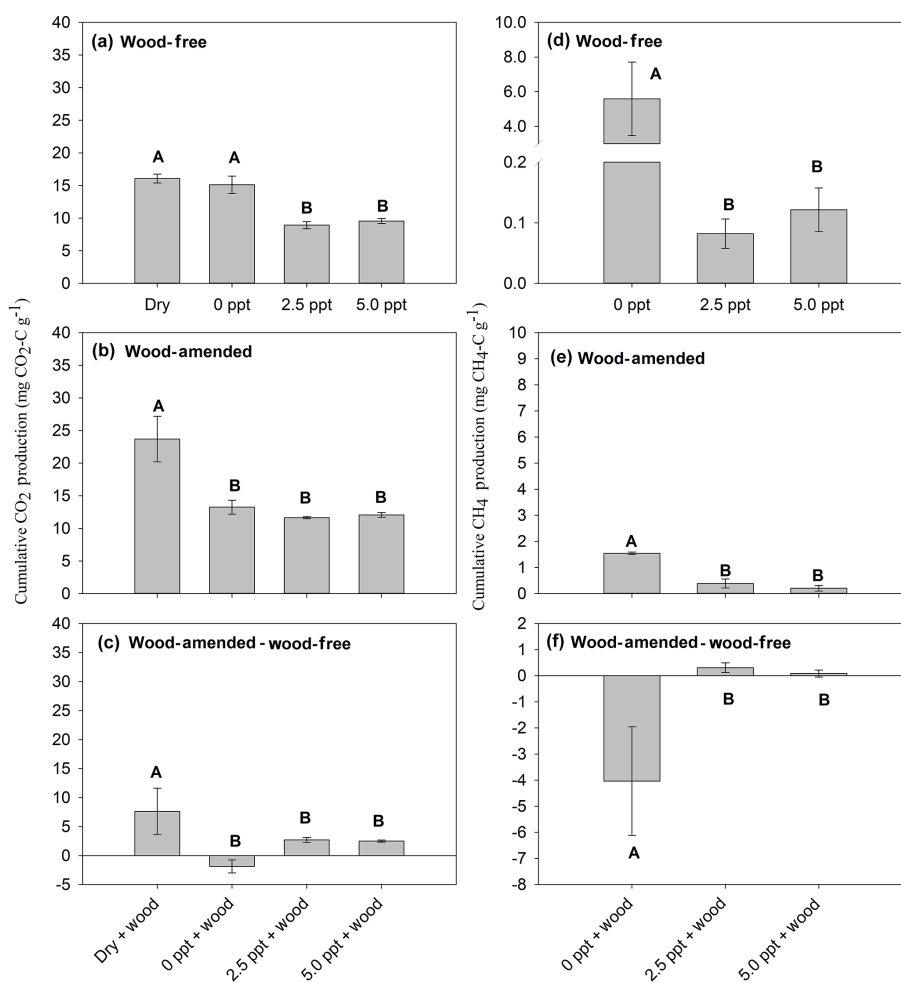 Cumulative CO2 production (mg CO2-C g-1)
(a) Wood-free
40
35
30
25
20
15
10
5
0
A
A
B
B
Dry 0 ppt 2.5 ppt 5.0 ppt
(b) Wood-amended
40
35
30
25
20
15
10
5
0
A
B
B
B
(c) Wood-amended-wood-free
40
35
30
25
20
15
10
5
0
-5
A
B
B
B
Dry + wood
0 ppt + wood
2.5 ppt + wood
5.0 ppt + wood
Cumulative CH4 production (mg CH4-C g-1)
(d) Wood-free
10.0
8.0
6.0
4.0
0.2
0.1
0.0
A
B
B
0 ppt 2.5 ppt 5.0 ppt
(e) Wood-amended
10
9
8
7
6
5
4
3
2
1
0
A
B
B
(f) Wood-amended-wood-free
2
1
0
-1
-2
-3
-4
-5
-6
-7
-8
A
B
B
0 ppt + wood
2.5 ppt + wood
5.0 ppt + wood